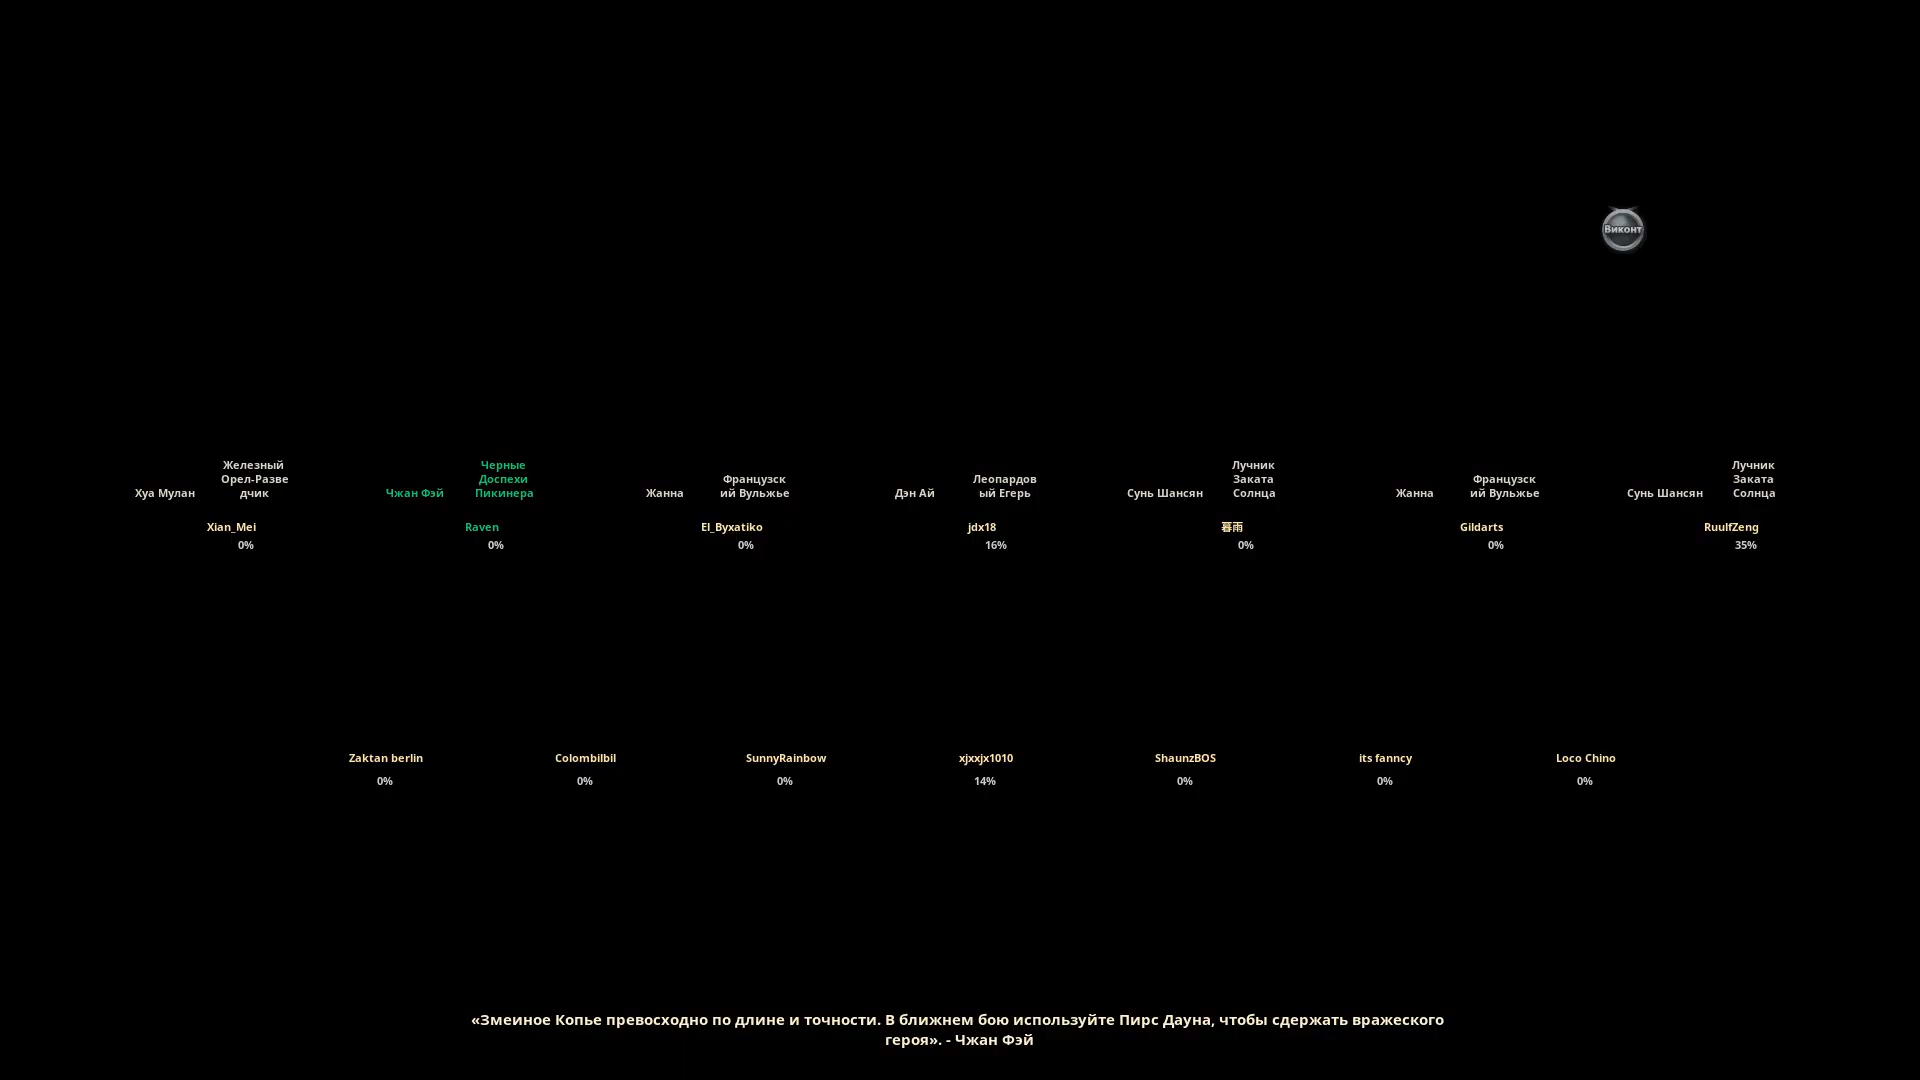 Виконт
Железный
Орел-Разве
дчик
Хуа Мулан
Xian_Mei
0%
Черные
Доспехи
Пикинера
Чжан Фэй
Raven
0%
Французск
ий Вульжье
Жанна
El_Byxatiko
0%
Леопардов
ый Егерь
Дэн Ай
jdx18
16%
Лучник
Заката
Солнца
Сунь Шансян
暮雨
0%
Французск
ий Вульжье
Жанна
Gildarts
0%
Лучник
Заката
Солнца
Сунь Шансян
RuulfZeng
35%
Zaktan berlin
0%
Colombilbil
0%
SunnyRainbow
0%
xjxxjx1010
14%
ShaunzBOS
0%
its fanncy
0%
Loco Chino
0%
«Змеиное Копье превосходно по длине и точности. В ближнем бою используйте Пирс Дауна, чтобы сдержать вражеского
героя». - Чжан Фэй